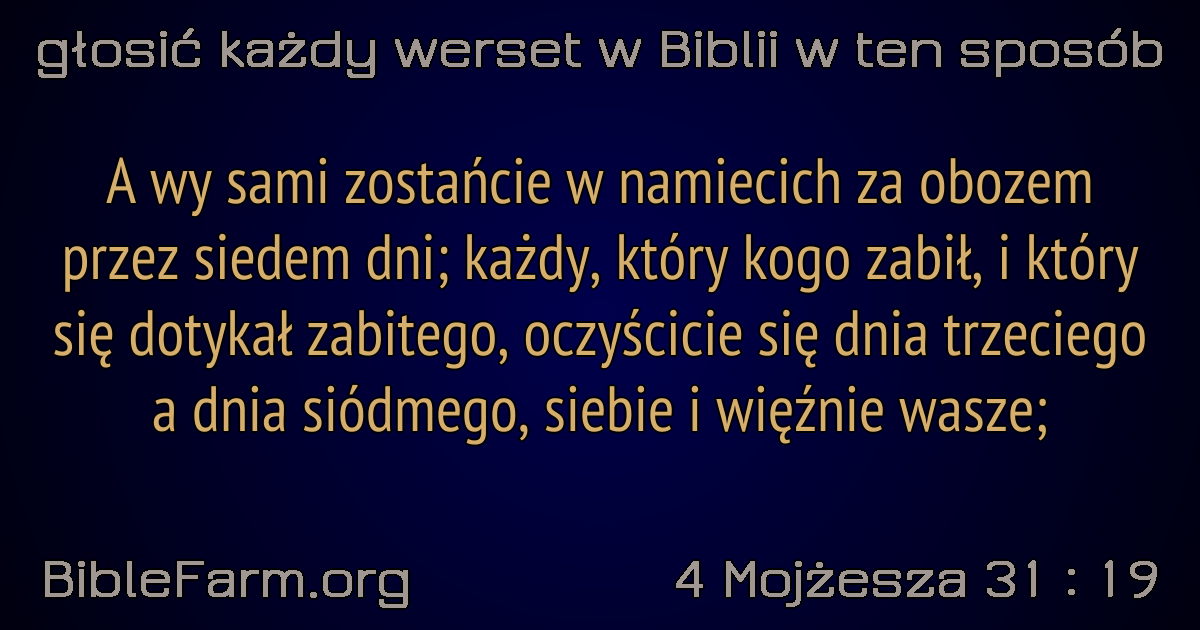 głosić każdy werset w Biblii w ten sposób
A wy sami zostańcie w namiecich za obozem
przez siedem dni; każdy, który kogo zabił, i który
się dotykał zabitego, oczyścicie się dnia trzeciego
a dnia siódmego, siebie i więźnie wasze;
BibleFarm.org
4 Mojżesza 31 : 19